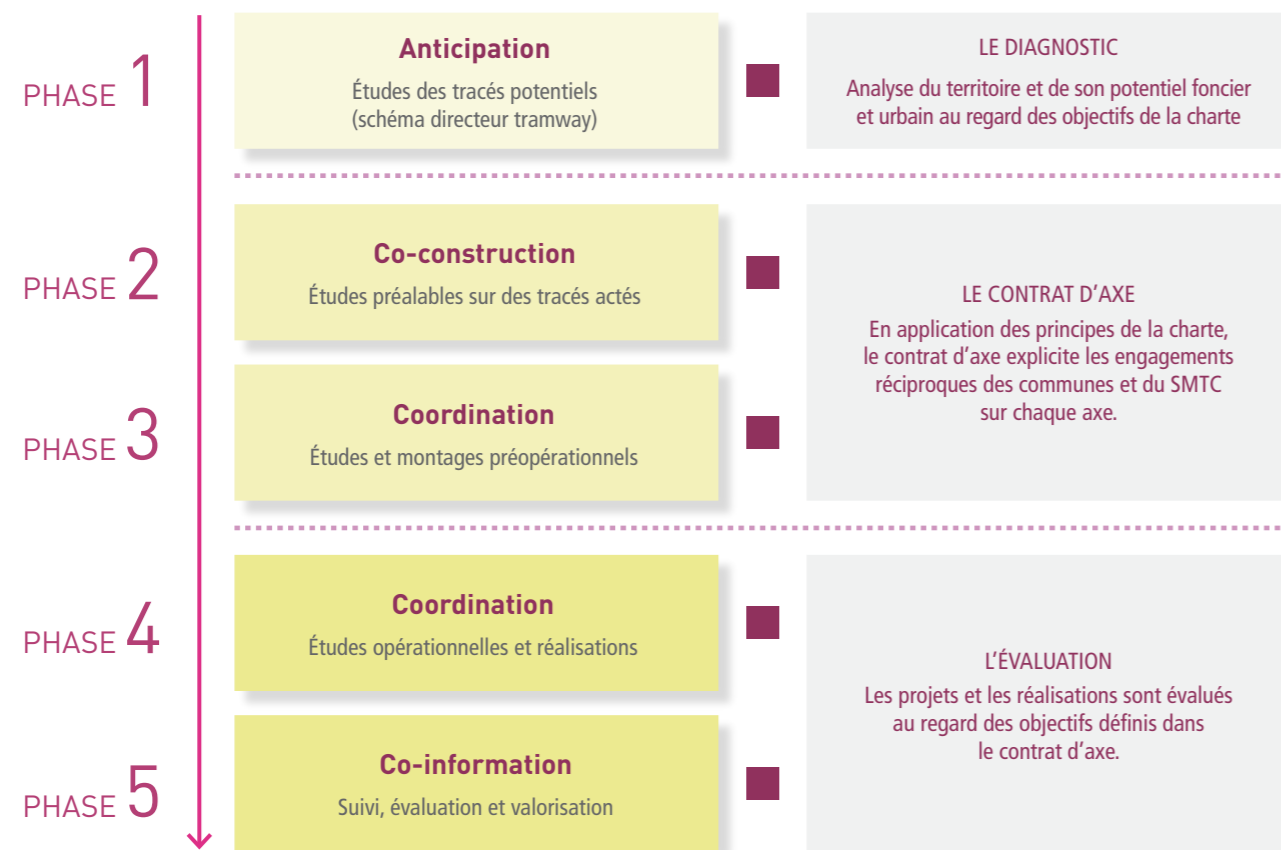 PHASE 1
Anticipation
Études des tracés potentiels
(schéma directeur tramway)
LE DIAGNOSTIC
Analyse du territoire et de son potentiel foncier
et urbain au regard des objectifs de la charte
PHASE 2
Co-construction
Études préalables sur des tracés actés
PHASE 3
Coordination
Études et montages préopérationnels
LE CONTRAT D’AXE
En application des principes de la charte,
le contrat d’axe explicite les engagements
réciproques des communes et du SMTC
sur chaque axe.
PHASE 4
Coordination
Études opérationnelles et réalisations
PHASE 5
Co-information
Suivi, évaluation et valorisation
L’ÉVALUATION
Les projets et les réalisations sont évalués
au regard des objectifs définis dans
le contrat d’axe.